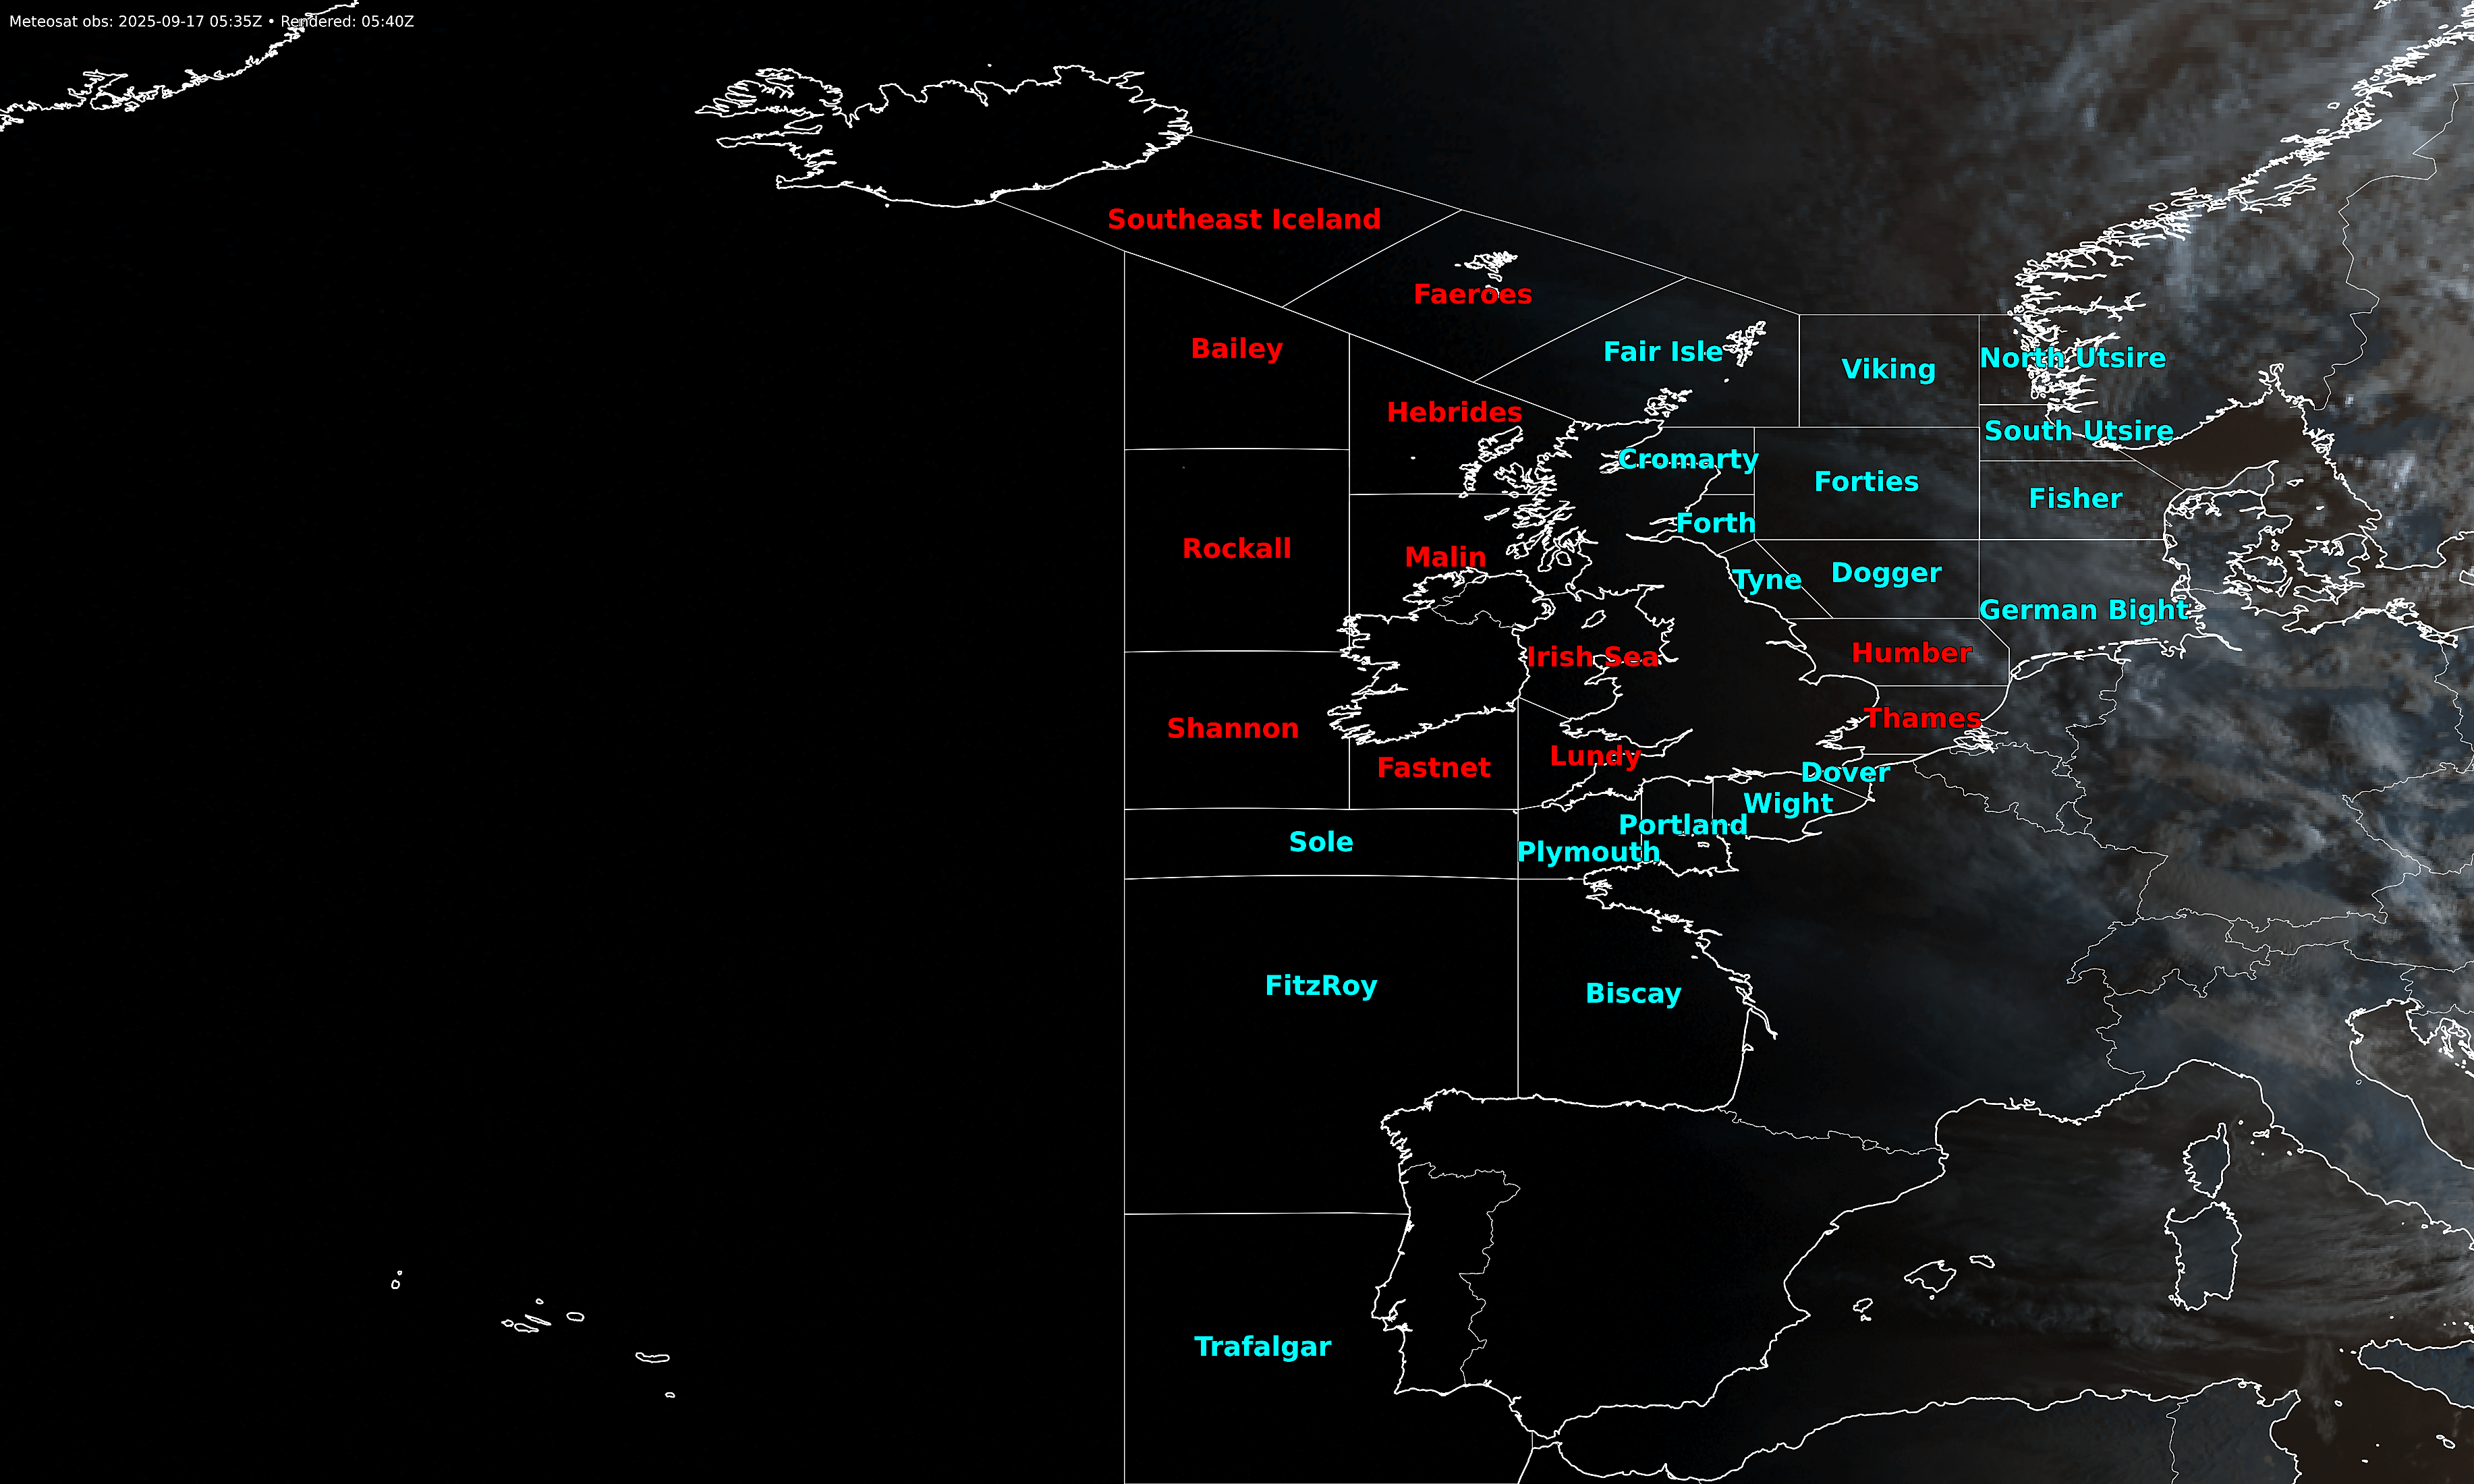 Meteosat obs: 2025-09-17 05:35Z • Rendered: 05:40Z
Southeast Iceland
Faeroes
Bailey
Fair Isle
Viking
North Utsire
Hebrides
South Utsire
Cromarty
Forties
Fisher
Forth
Rockall
Malin
Tyne
Dogger
German Bight
Irish Sea
Humber
Thames
Shannon
Fastnet
Lundy
Dover
Wight
Portland
Sole
Plymouth
FitzRoy
Biscay
Trafalgar